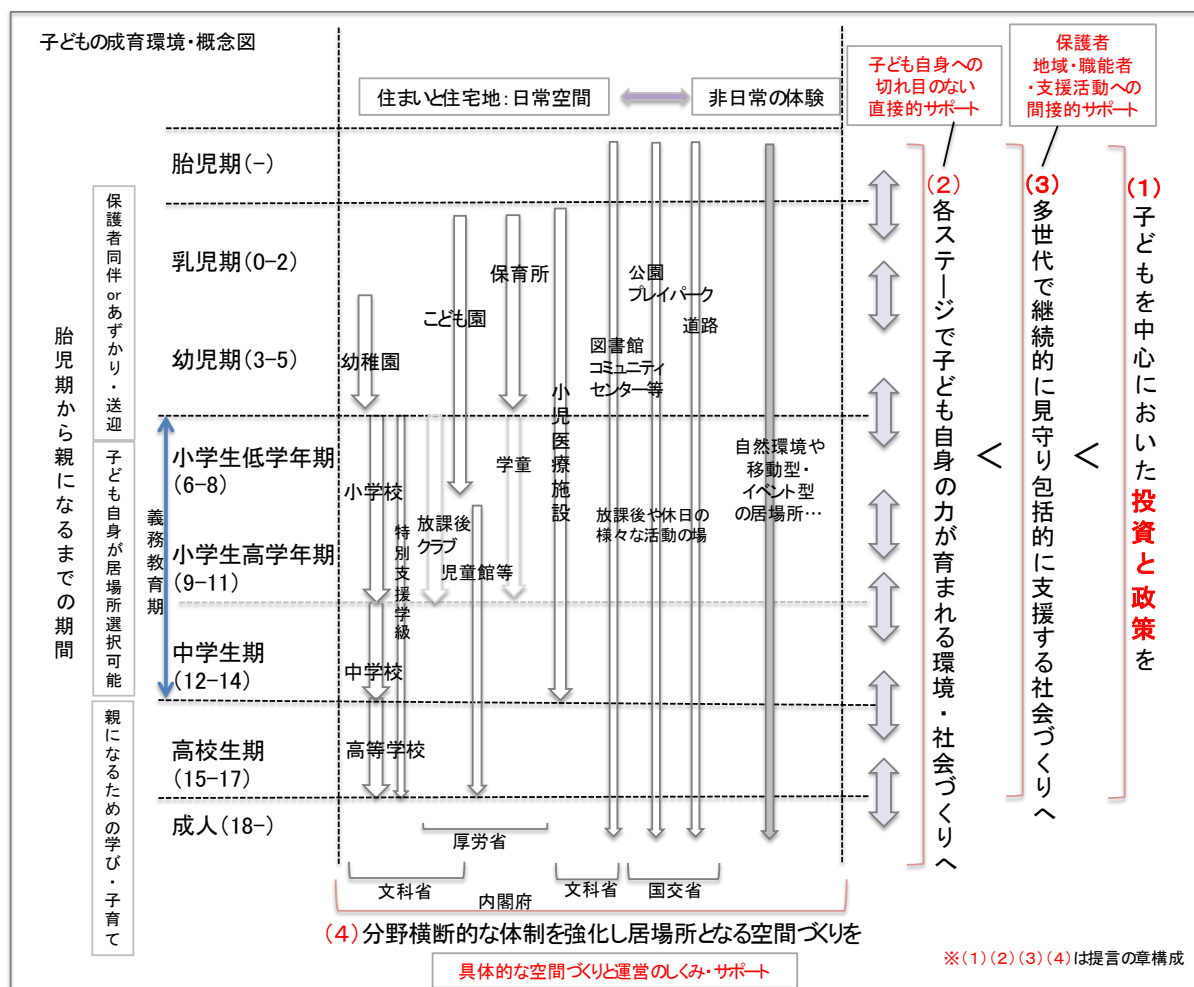 子どもの成育環境・概念図
住まいと住宅地：日常空間
非日常の体験
子ども自身への
切れ目のない
直接的サポート
保護者
地域・職能者
・支援活動への
間接的サポート
胎児期から親になるまでの期間
保護者同伴orあずかり・送迎
子ども自身が居場所選択可能
親になるための学び・子育て
義務教育期
胎児期(-)
乳児期(0-2)
幼児期(3-5)
小学生低学年期
(6-8)
小学生高学年期
(9-11)
中学生期
(12-14)
高校生期
(15-17)
成人(18-)
幼稚園
こども園
保育所
小学校
特別支援学級
中学校
高等学校
放課後
クラブ
学童
児童館等
小児医療施設
図書館
コミュニティ
センター等
公園
プレイパーク
道路
放課後や休日の
様々な活動の場
自然環境や
移動型・
イベント型
の居場所…
厚労省
文科省
文科省
国交省
内閣府
(1)子どもを中心においた投資と政策を
＜
(3)多世代で継続的に見守り包括的に支援する社会づくりへ
＜
(2)各ステージで子ども自身の力が育まれる環境・社会づくりへ
(4)分野横断的な体制を強化し居場所となる空間づくりを
具体的な空間づくりと運営のしくみ・サポート
※(1)(2)(3)(4)は提言の章構成